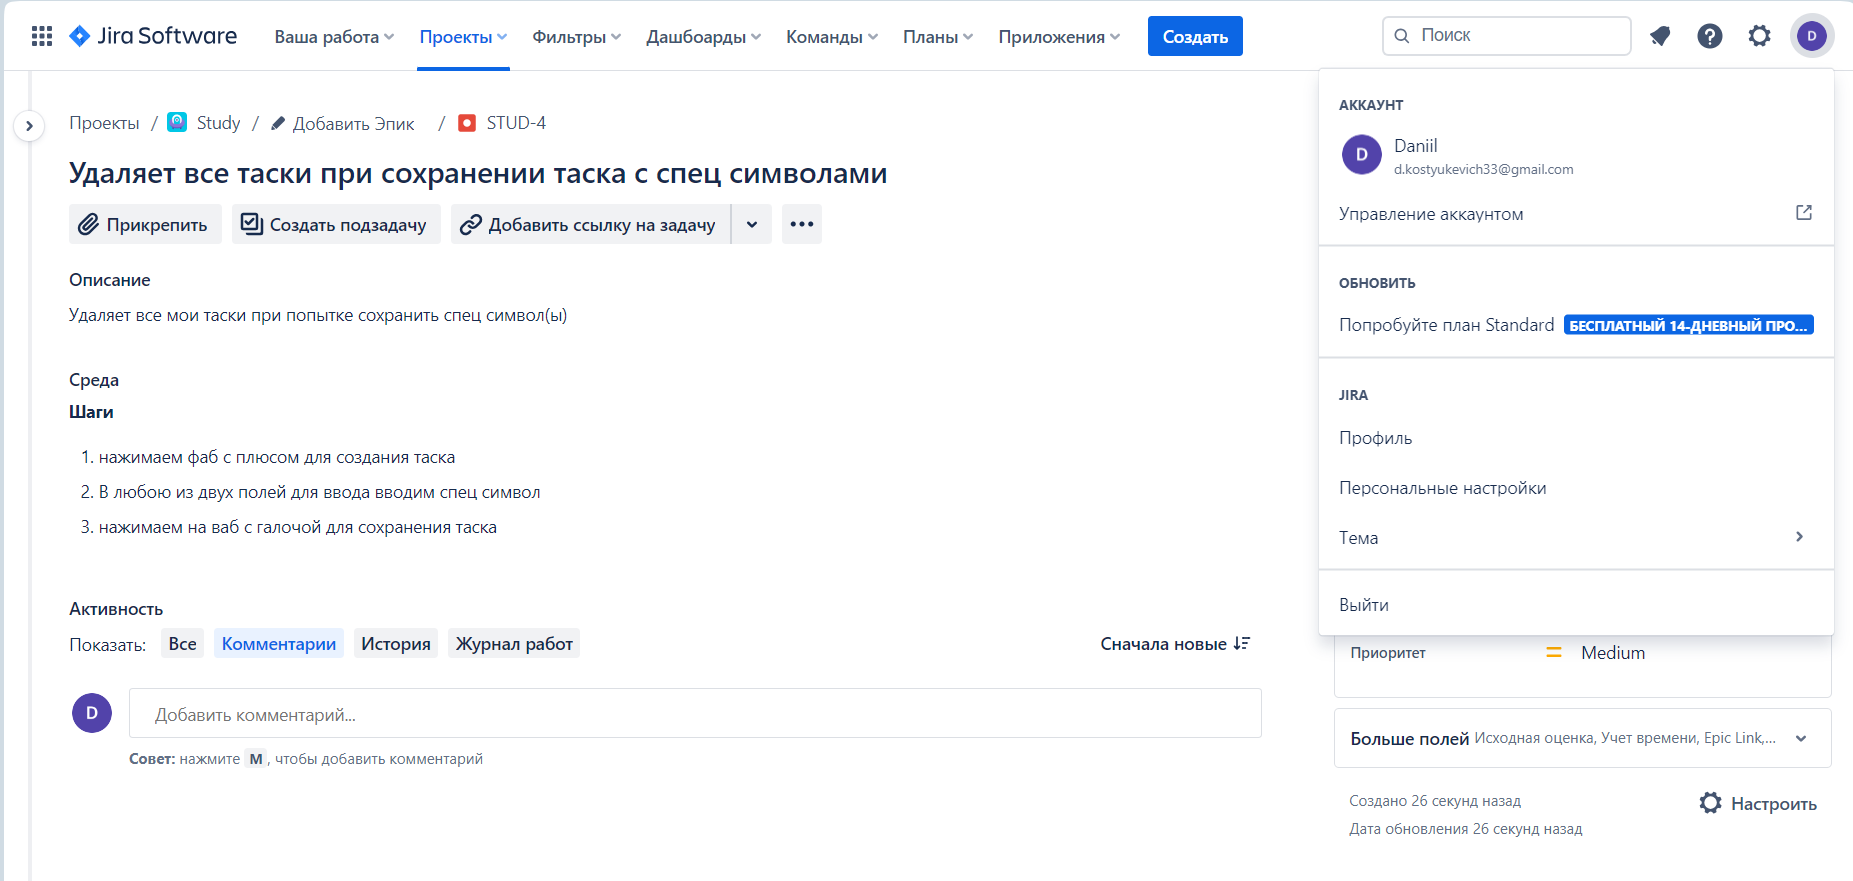 Jira Software
Ваша работа
Проекты
Фильтры
Дашборды
Команды
Планы
Приложения
Создать
Поиск
D
Проекты / Study / Добавить Эпик / STUD-4
Удаляет все таски при сохранении таска с спец символами
Прикрепить
Создать подзадачу
Добавить ссылку на задачу
Описание
Удаляет все мои таски при попытке сохранить спец символ(ы)
Среда
Шаги
1. нажимаем фаб с плюсом для создания таска
2. В любою из двух полей для ввода вводим спец символ
3. нажимаем на ваб с галочой для сохранения таска
Активность
Показать: Все Комментарии История Журнал работ
Сначала новые
D
Добавить комментарий...
Совет: нажмите M , чтобы добавить комментарий
АККАУНТ
D
Daniil
d.kostyukevich33@gmail.com
Управление аккаунтом
ОБНОВИТЬ
Попробуйте план Standard БЕСПЛАТНЫЙ 14-ДНЕВНЫЙ ПРО...
JIRA
Профиль
Персональные настройки
Тема
Выйти
Приоритет
Medium
Больше полей Исходная оценка, Учет времени, Epic Link,...
Создано 26 секунд назад
Дата обновления 26 секунд назад
Настроить